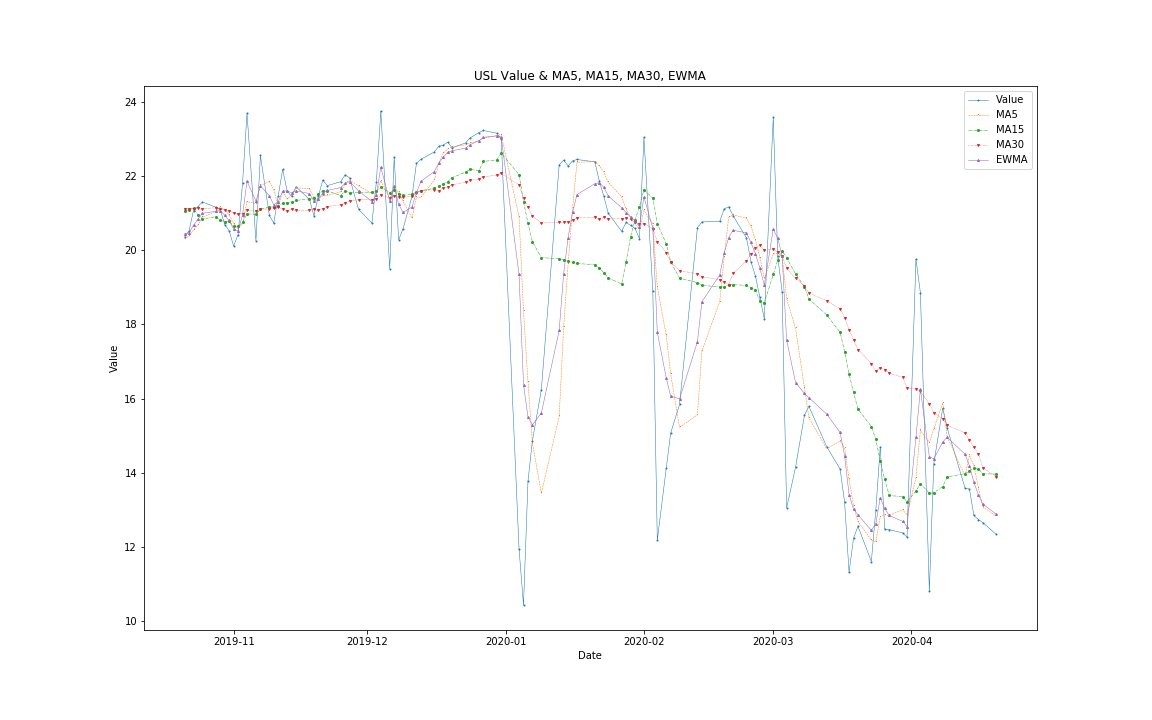 USL Value & MA5, MA15, MA30, EWMA
Value
MA5
MA15
MA30
EWMA
24
22
20
18
16
14
12
10
Value
2019-11 2019-12 2020-01 2020-02 2020-03 2020-04
Date